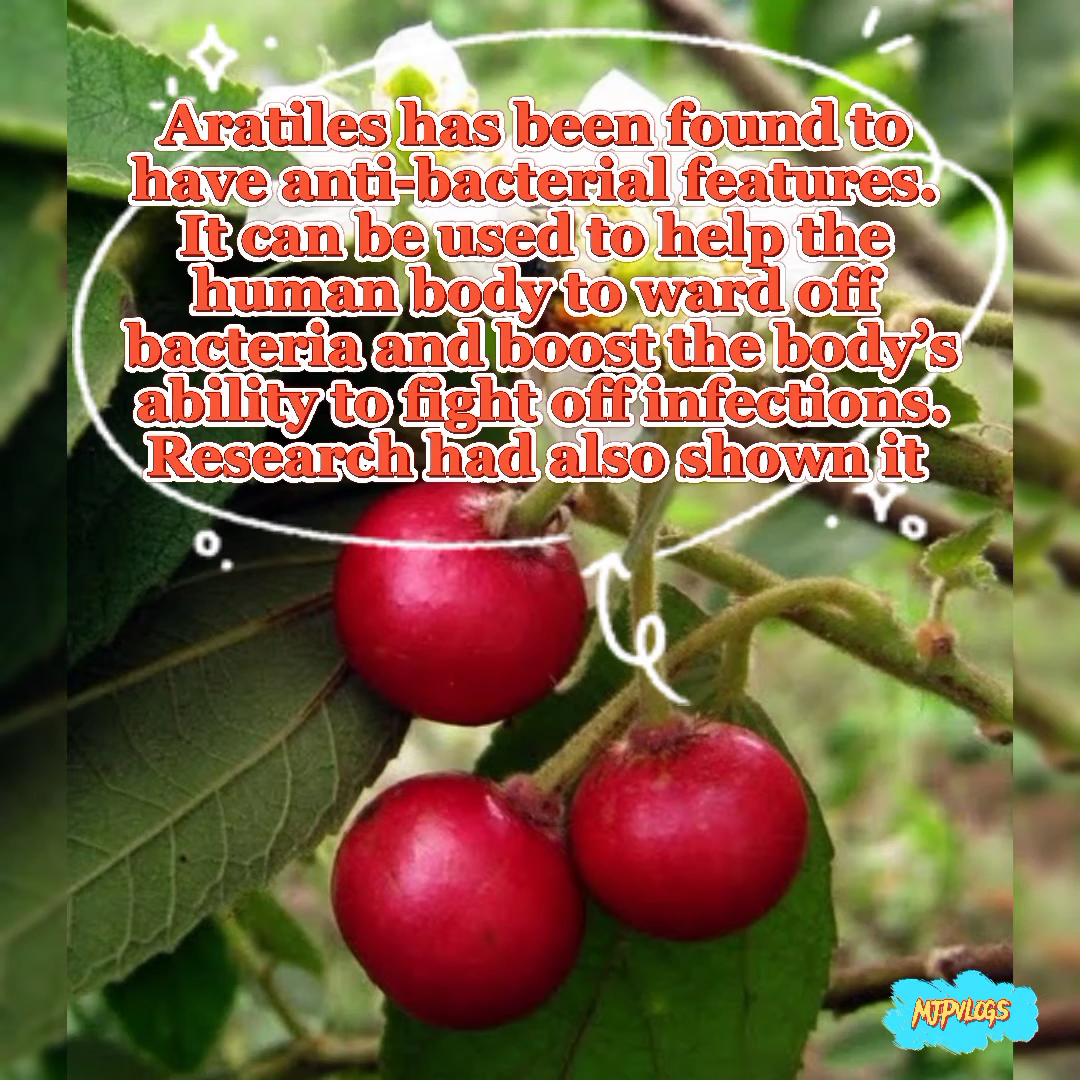 Aratiles has been found to
have anti-bacterial features.
It can be used to help the
human body to ward off
bacteria and boost the body’s
ability to fight off infections.
Research had also shown it
MJPVLOGS